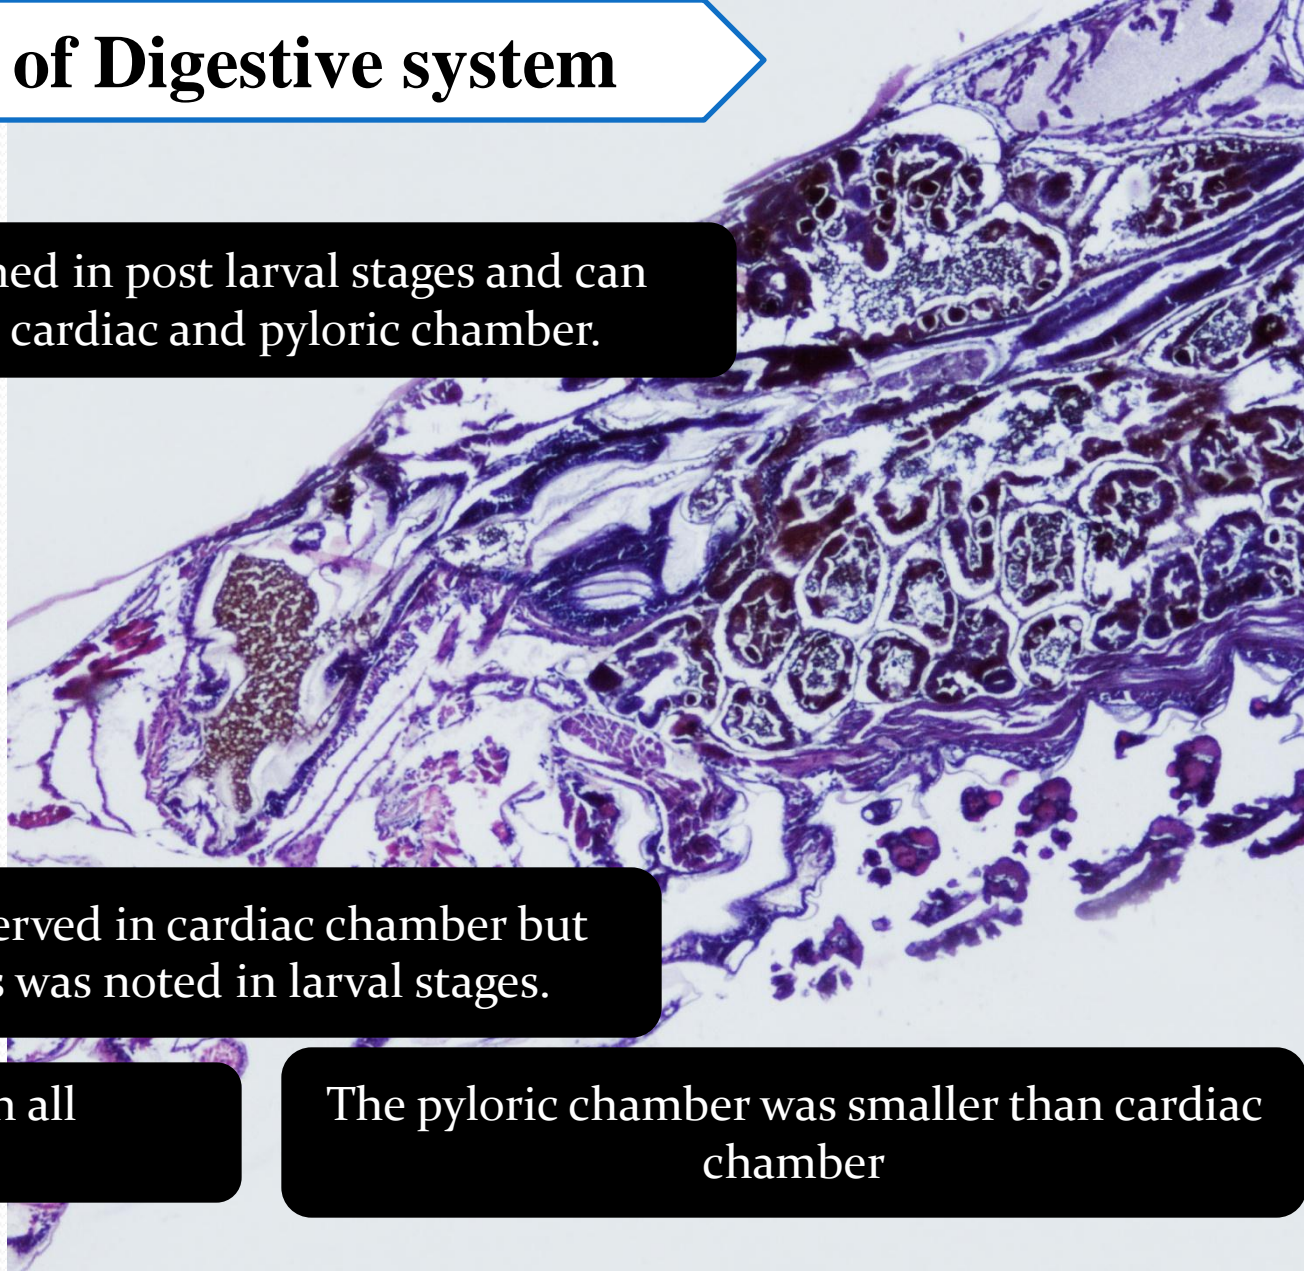 of Digestive system
ned in post larval stages and can
cardiac and pyloric chamber.
erved in cardiac chamber but
s was noted in larval stages.
n all
The pyloric chamber was smaller than cardiac
chamber